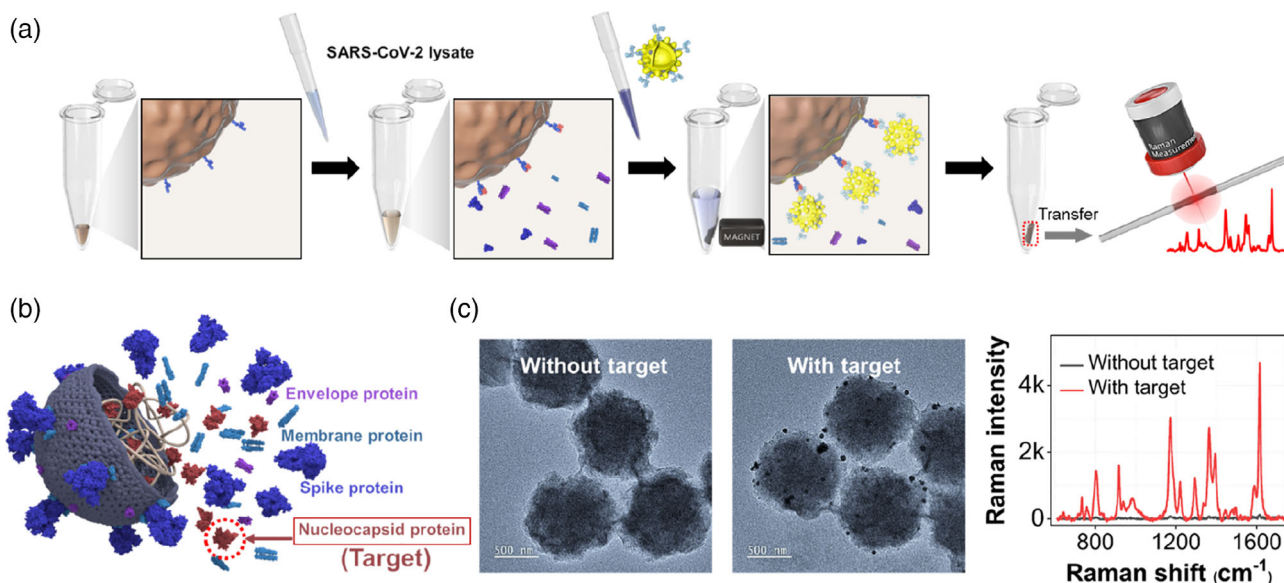 (a)
SARS-CoV-2 lysate
MAGNET
Transfer
Raman
Measurement
(b)
Envelope protein
Membrane protein
Spike protein
Nucleocapsid protein
(Target)
(c)
Without target
500 nm
With target
500 nm
Without target
With target
4k
2k
0
Raman intensity
800
1200
1600
Raman shift (cm⁻¹)